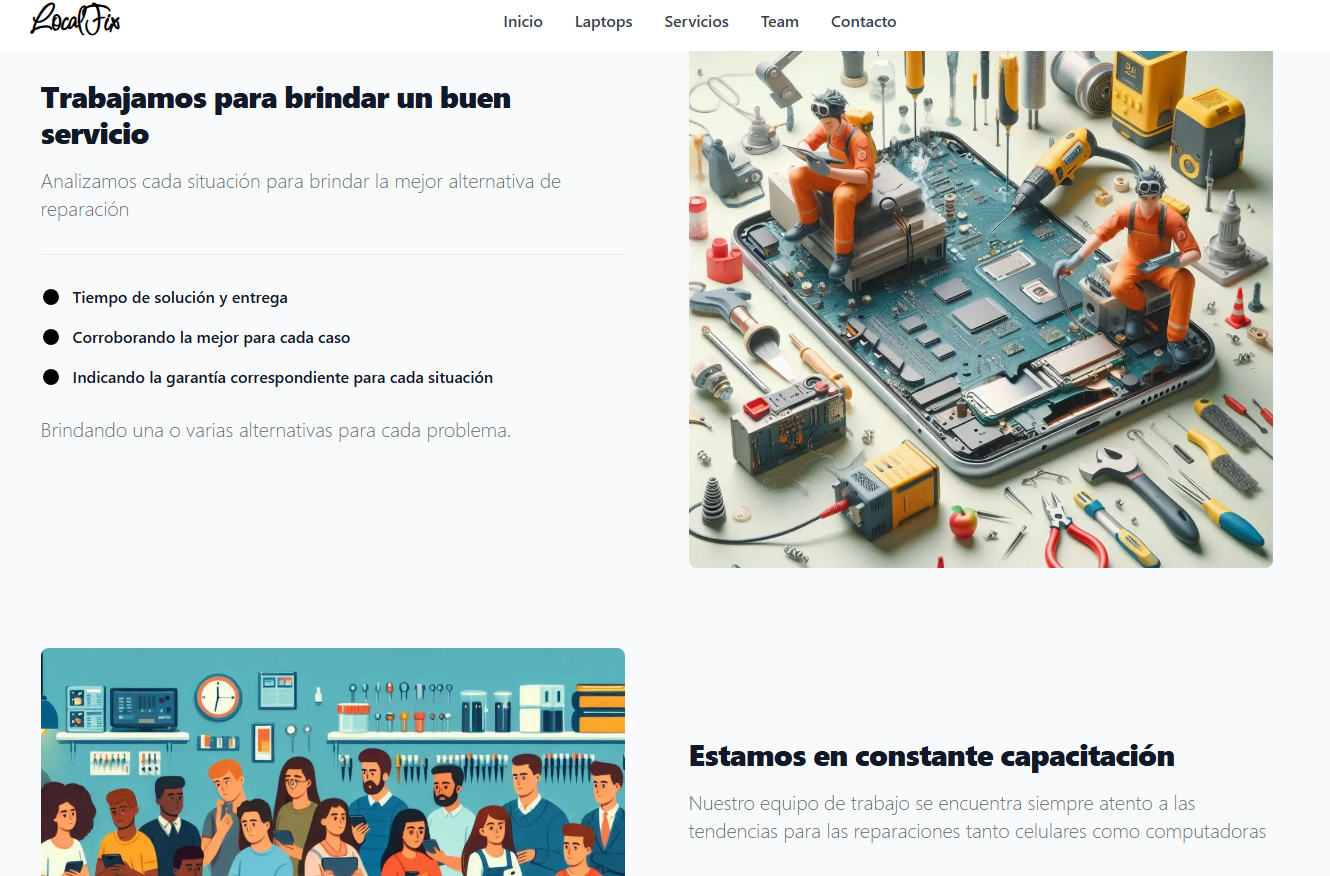 LocalFix
Inicio Laptops Servicios Team Contacto
Trabajamos para brindar un buen
servicio
Analizamos cada situación para brindar la mejor alternativa de
reparación
Tiempo de solución y entrega
Corroborando la mejor para cada caso
Indicando la garantía correspondiente para cada situación
Brindando una o varias alternativas para cada problema.
Estamos en constante capacitación
Nuestro equipo de trabajo se encuentra siempre atento a las
tendencias para las reparaciones tanto celulares como computadoras